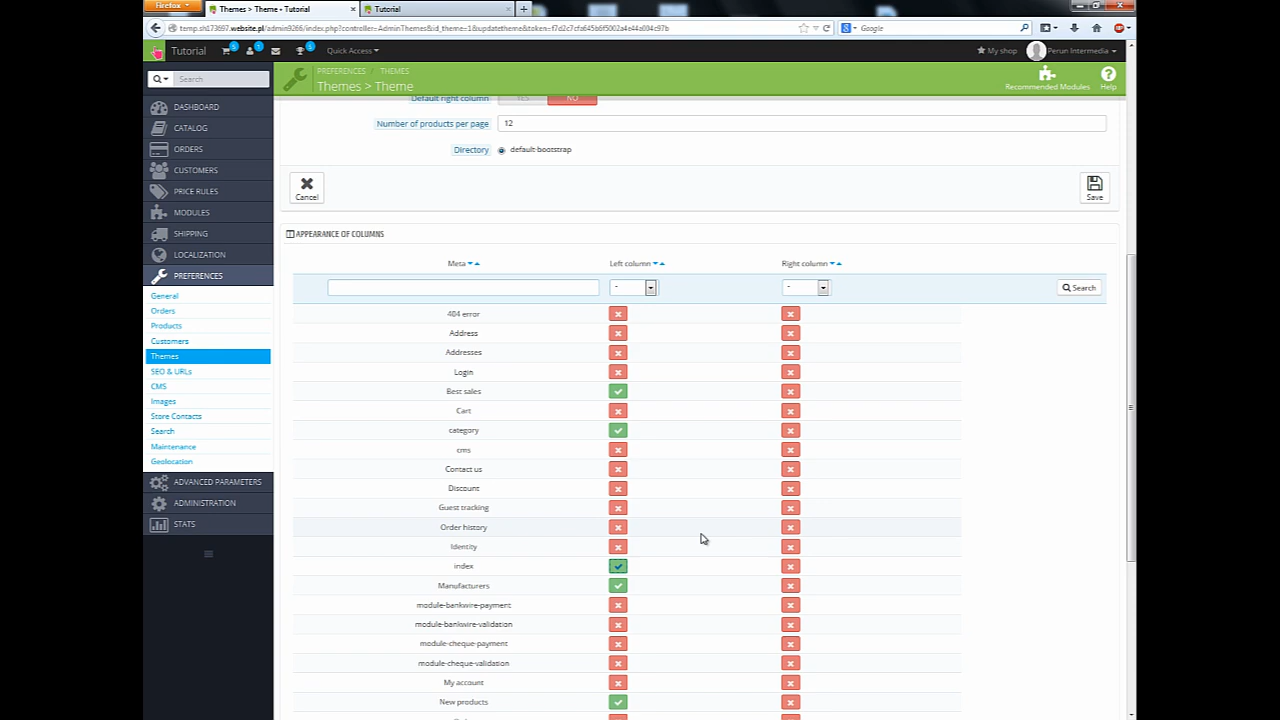 Firefox
Themes > Theme • Tutorial
Tutorial
Google
Tutorial
Quick Access
My shop
Perun Intermedia
Search
PREFERENCES / THEMES
Themes > Theme
Recommended Modules
Help
DASHBOARD
CATALOG
ORDERS
CUSTOMERS
PRICE RULES
MODULES
SHIPPING
LOCALIZATION
PREFERENCES
General
Orders
Products
Customers
Themes
SEO & URLs
CMS
Images
Store Contacts
Search
Maintenance
Geolocation
ADVANCED PARAMETERS
ADMINISTRATION
STATS
Default right column
YES NO
Number of products per page
12
Directory
default-bootstrap
Cancel
Save
APPEARANCE OF COLUMNS
Meta Left column Right column
- -
Search
404 error
Address
Addresses
Login
Best sales
Cart
category
cms
Contact us
Discount
Guest tracking
Order history
Identity
index
Manufacturers
module-bankwire-payment
module-bankwire-validation
module-cheque-payment
module-cheque-validation
My account
New products